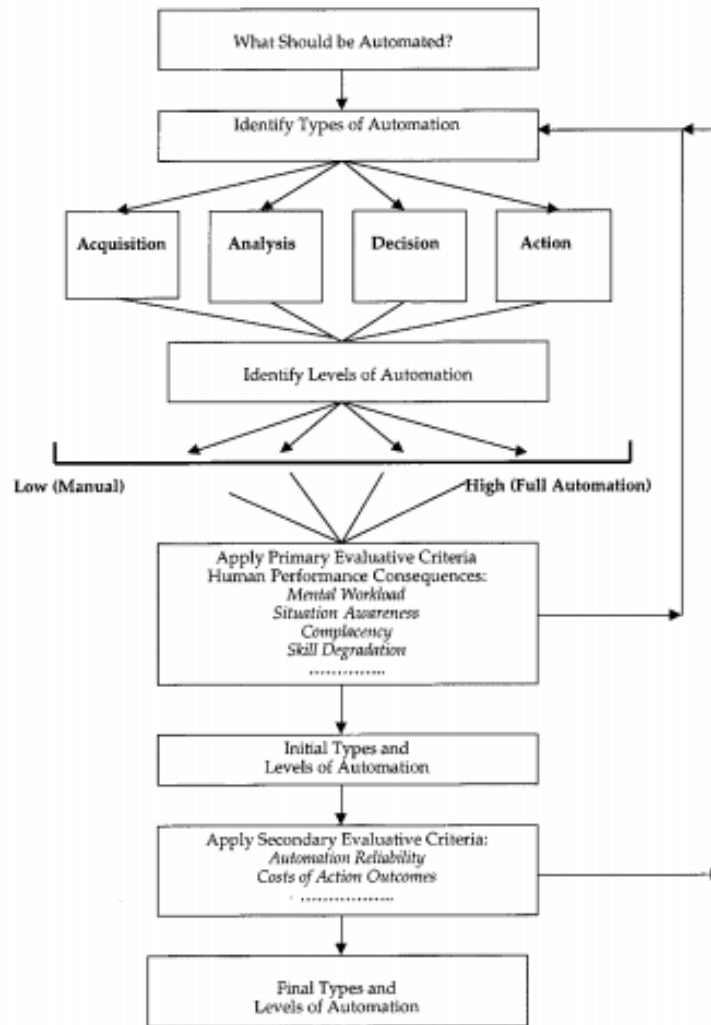 What Should be Automated?
Identify Types of Automation
Acquisition
Analysis
Decision
Action
Identify Levels of Automation
Low (Manual)
High (Full Automation)
Apply Primary Evaluative Criteria
Human Performance Consequences:
Mental Workload
Situation Awareness
Complacency
Skill Degradation
..............
Initial Types and
Levels of Automation
Apply Secondary Evaluative Criteria:
Automation Reliability
Costs of Action Outcomes
.................
Final Types and
Levels of Automation